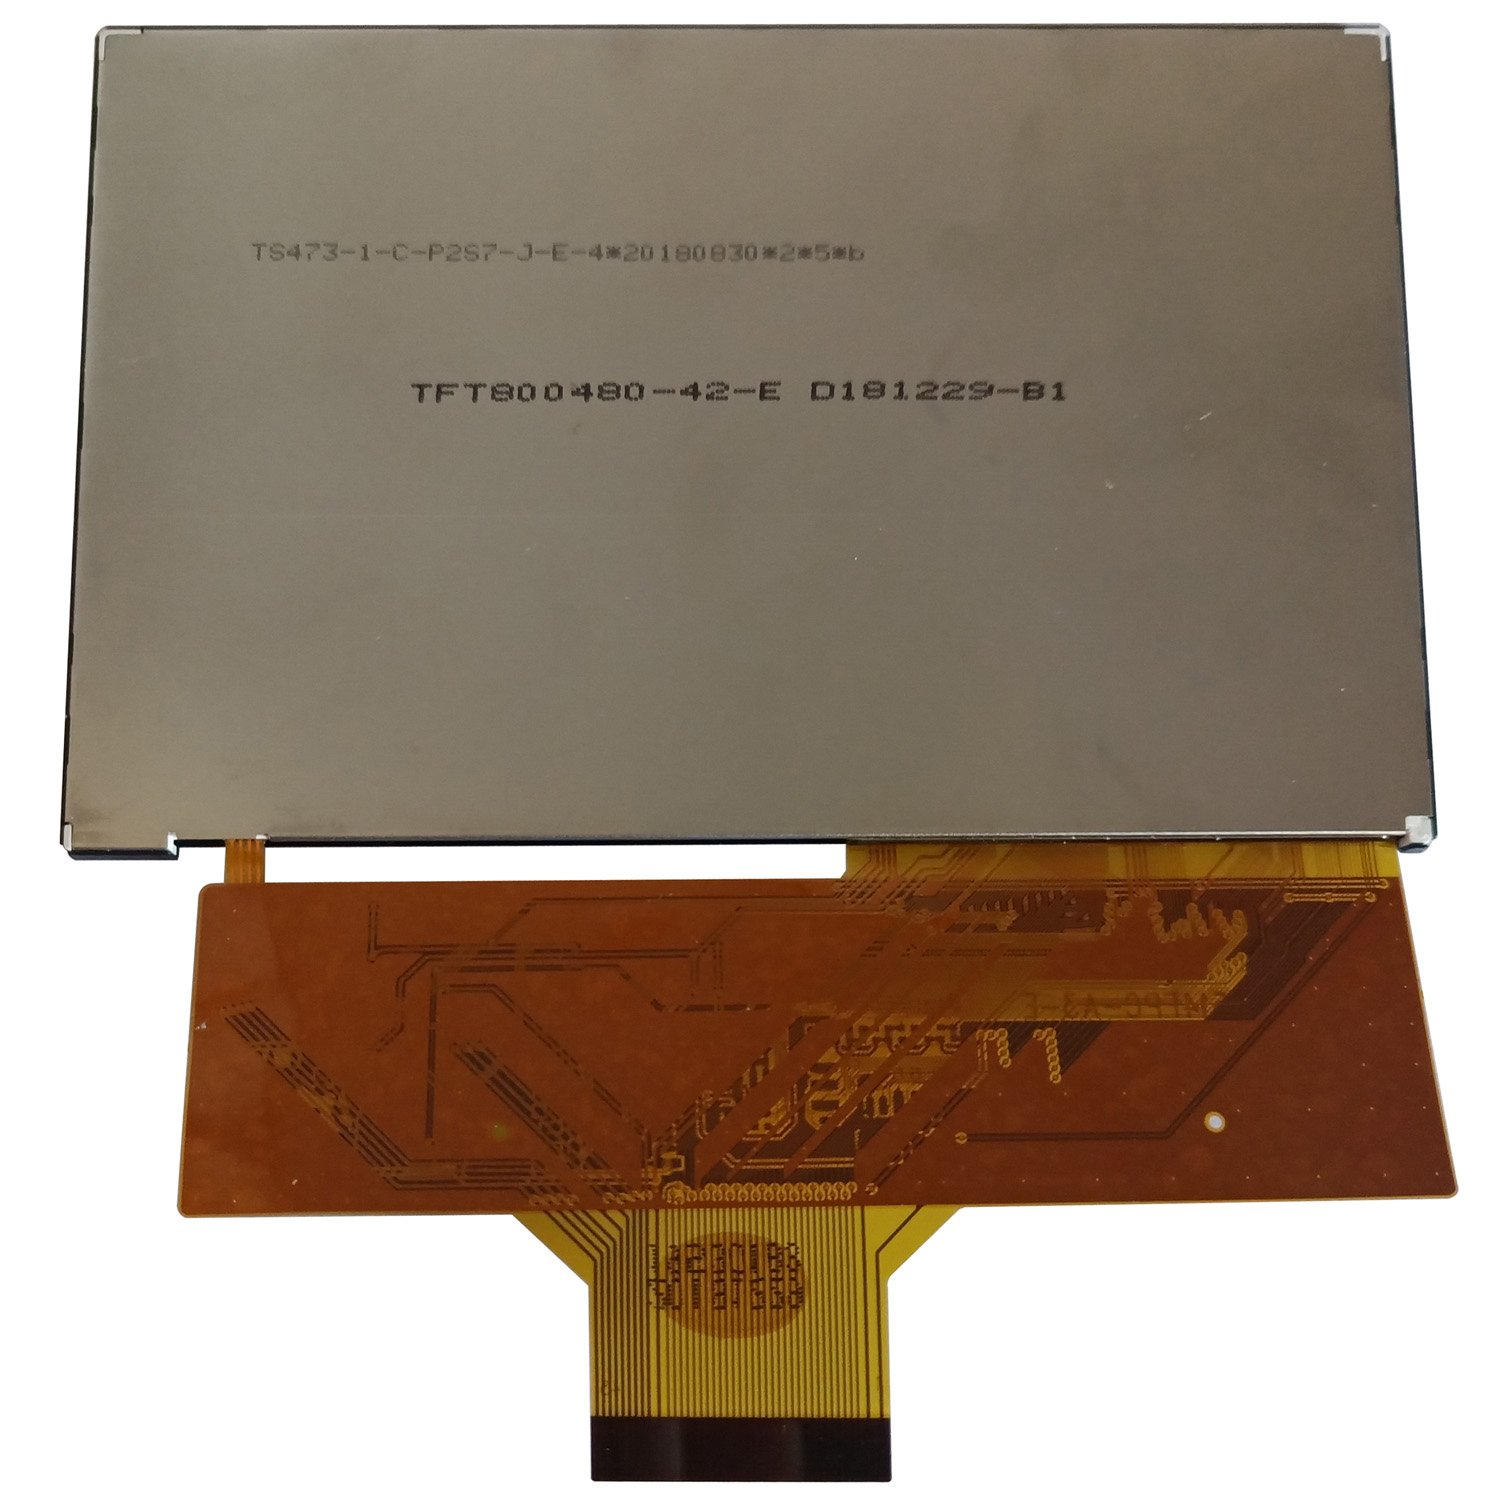 TS473-1-C-P2S7-J-E-4*20180830*2*5*b
TFT800480-42-E D181229-B1